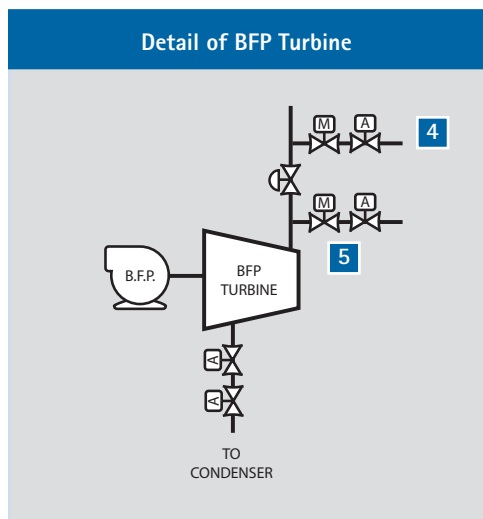 Detail of BFP Turbine
M A
4
M A
5
B.F.P.
BFP
TURBINE
A
A
TO
CONDENSER